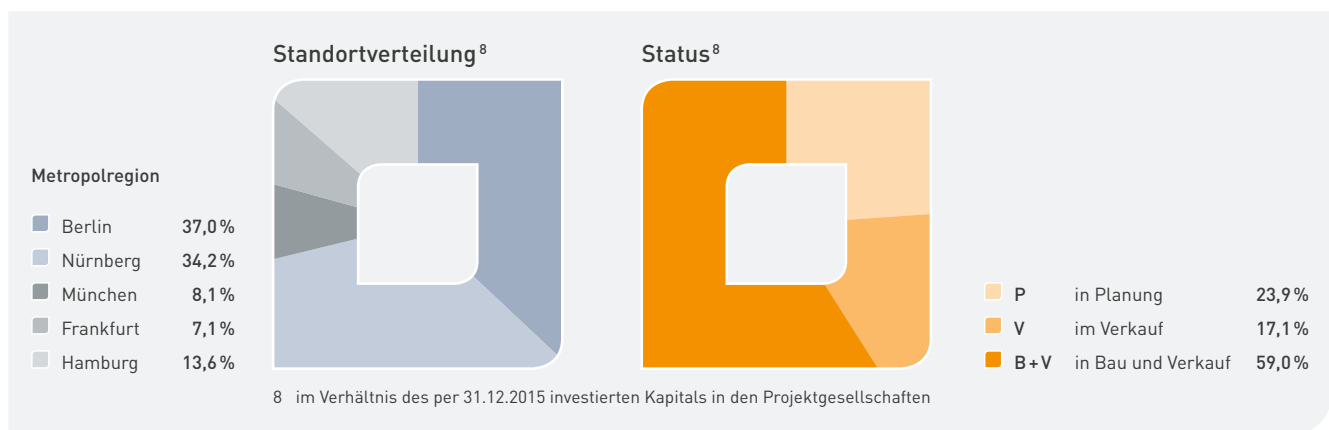 Standortverteilung 8
Status 8
Metropolregion
Berlin 37,0 %
Nürnberg 34,2 %
München 8,1 %
Frankfurt 7,1 %
Hamburg 13,6 %
P in Planung 23,9 %
V im Verkauf 17,1 %
B + V in Bau und Verkauf 59,0 %
8 im Verhältnis des per 31.12.2015 investierten Kapitals in den Projektgesellschaften